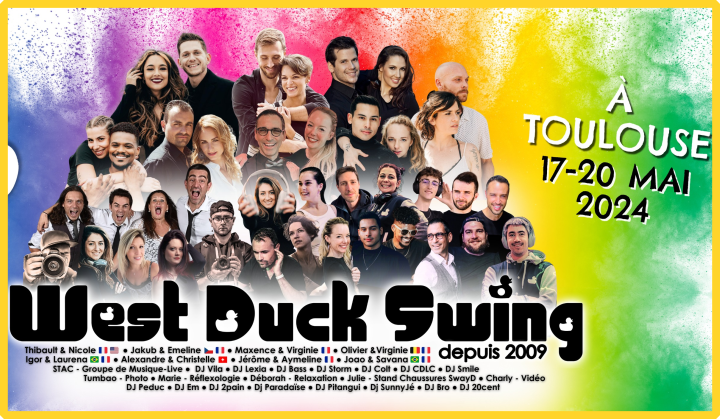 À
TOULOUSE
17-20 MAI
2024
West Duck Swing
depuis 2009
Thibault & Nicole ● Jakub & Emeline ● Maxence & Virginie ● Olivier &Virginie
Igor & Laurena ● Alexandre & Christelle ● Jérôme & Aymeline ● Joao & Savana
STAC - Groupe de Musique-Live ● DJ Vila ● DJ Lexia ● DJ Bass ● DJ Storm ● DJ Colt ● DJ CDLC ● DJ Smile
Tumbao - Photo ● Marie - Réflexologie ● Déborah - Relaxation ● Julie - Stand Chaussures SwayD ● Charly - Vidéo
DJ Peduc ● DJ Em ● DJ 2pain ● Dj Paradaïse ● DJ Pitangui ● Dj SunnyJé ● DJ Bro ● DJ 20cent